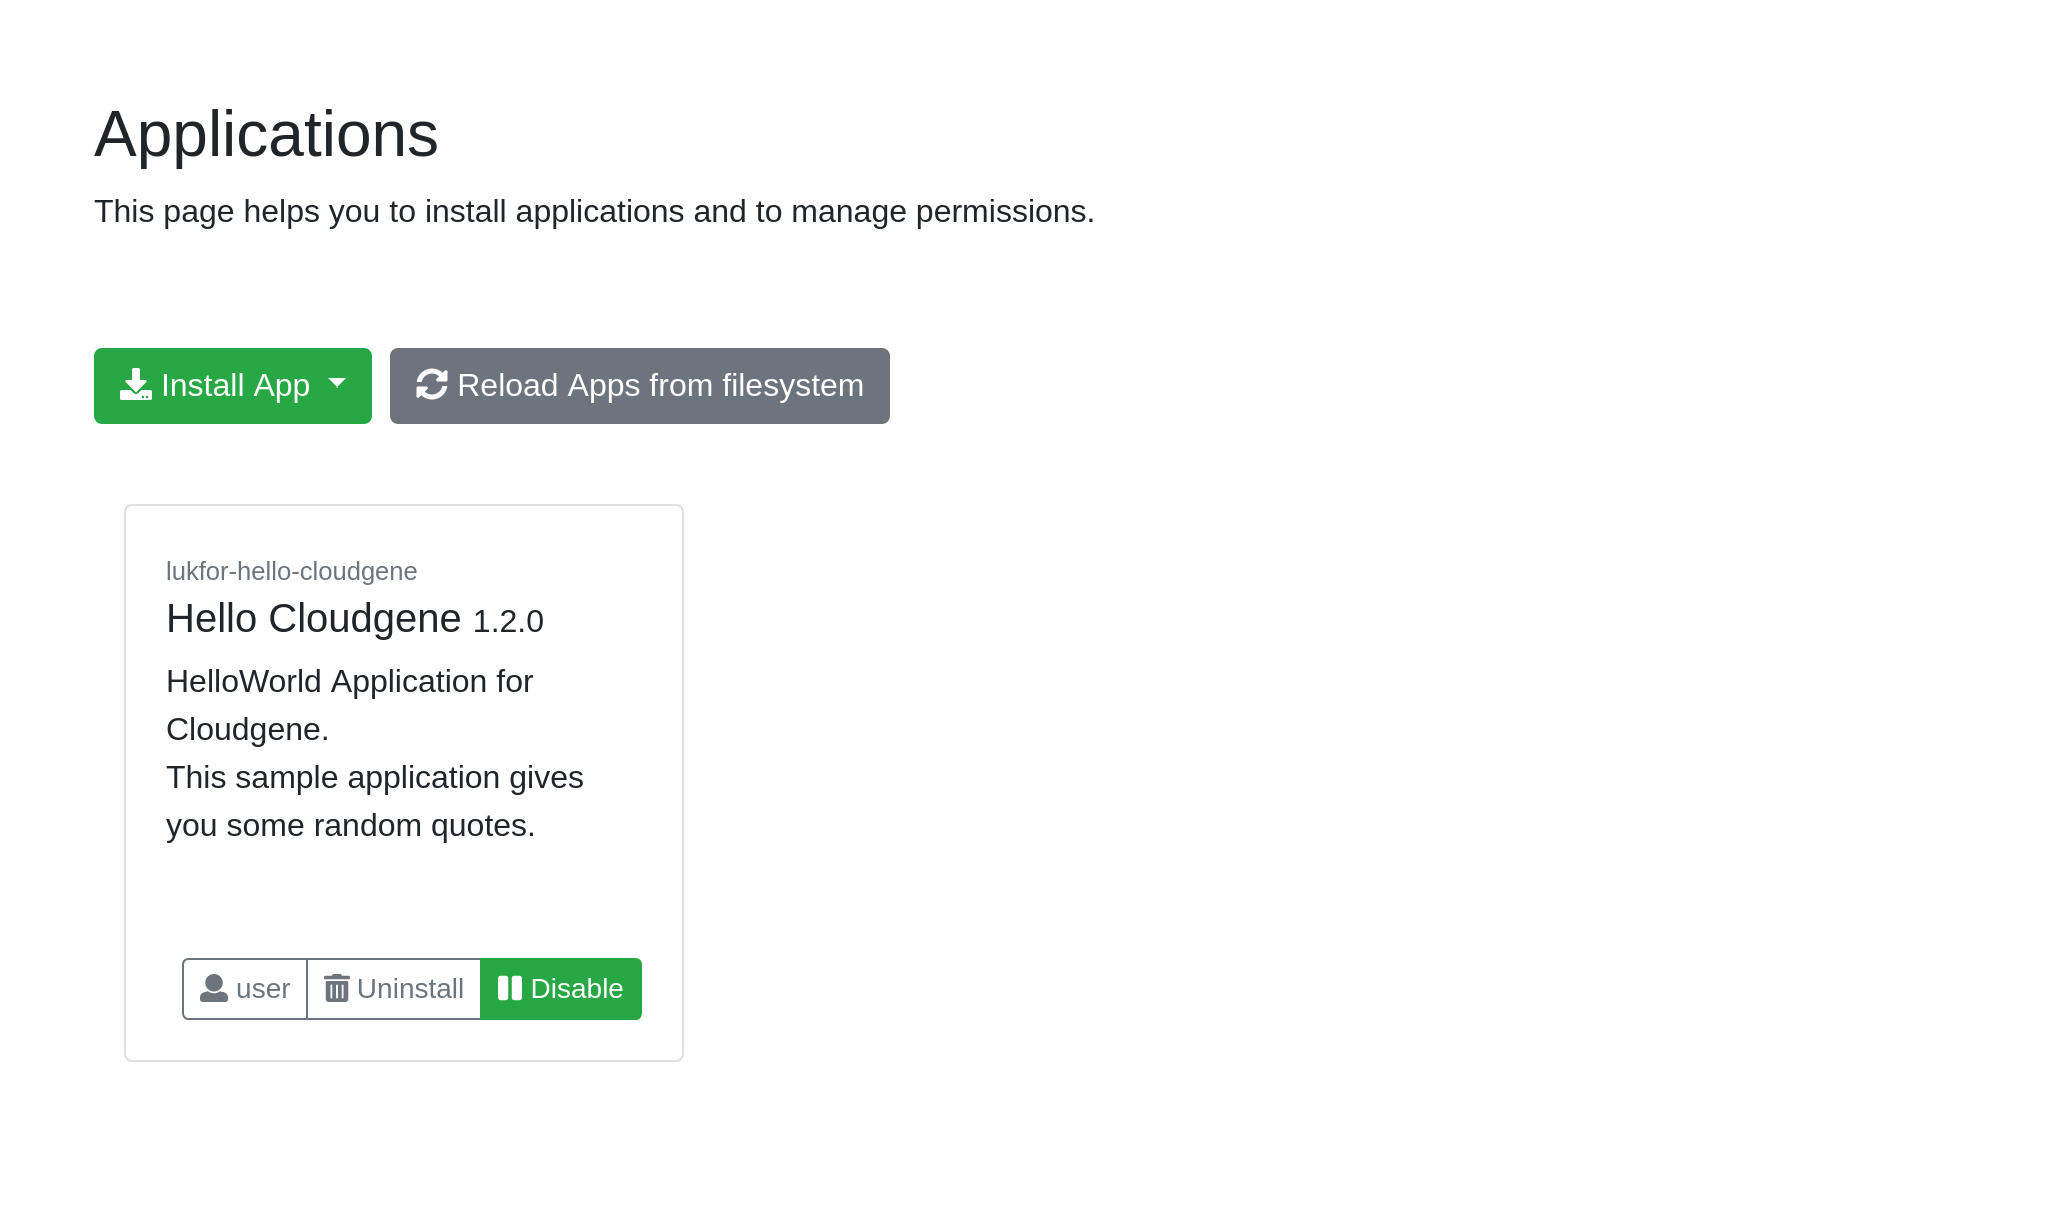 Applications
This page helps you to install applications and to manage permissions.
Install App
Reload Apps from filesystem
lukfor-hello-cloudgene
Hello Cloudgene 1.2.0
HelloWorld Application for
Cloudgene.
This sample application gives
you some random quotes.
user
Uninstall
Disable